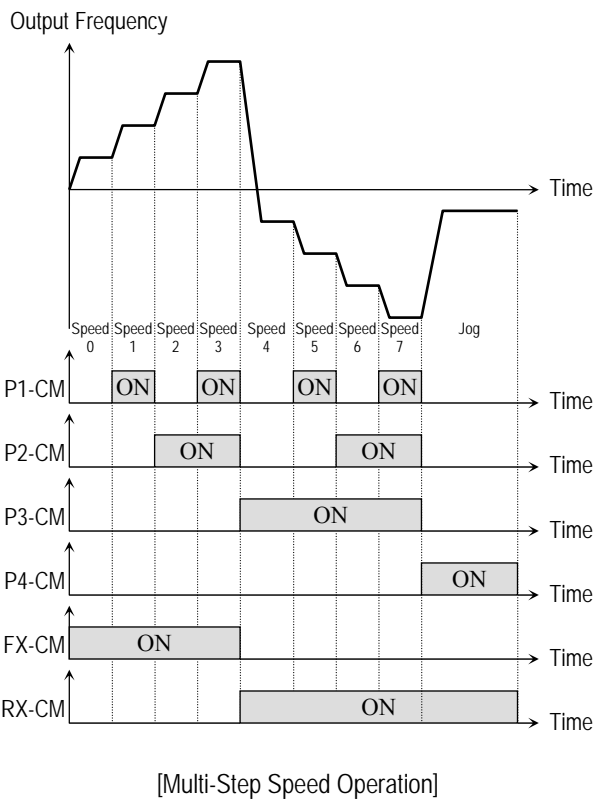 Output Frequency
Time
Speed 0 Speed 1 Speed 2 Speed 3 Speed 4 Speed 5 Speed 6 Speed 7 Jog
P1-CM ON ON ON ON Time
P2-CM ON ON Time
P3-CM ON Time
P4-CM ON Time
FX-CM ON Time
RX-CM ON Time
[Multi-Step Speed Operation]